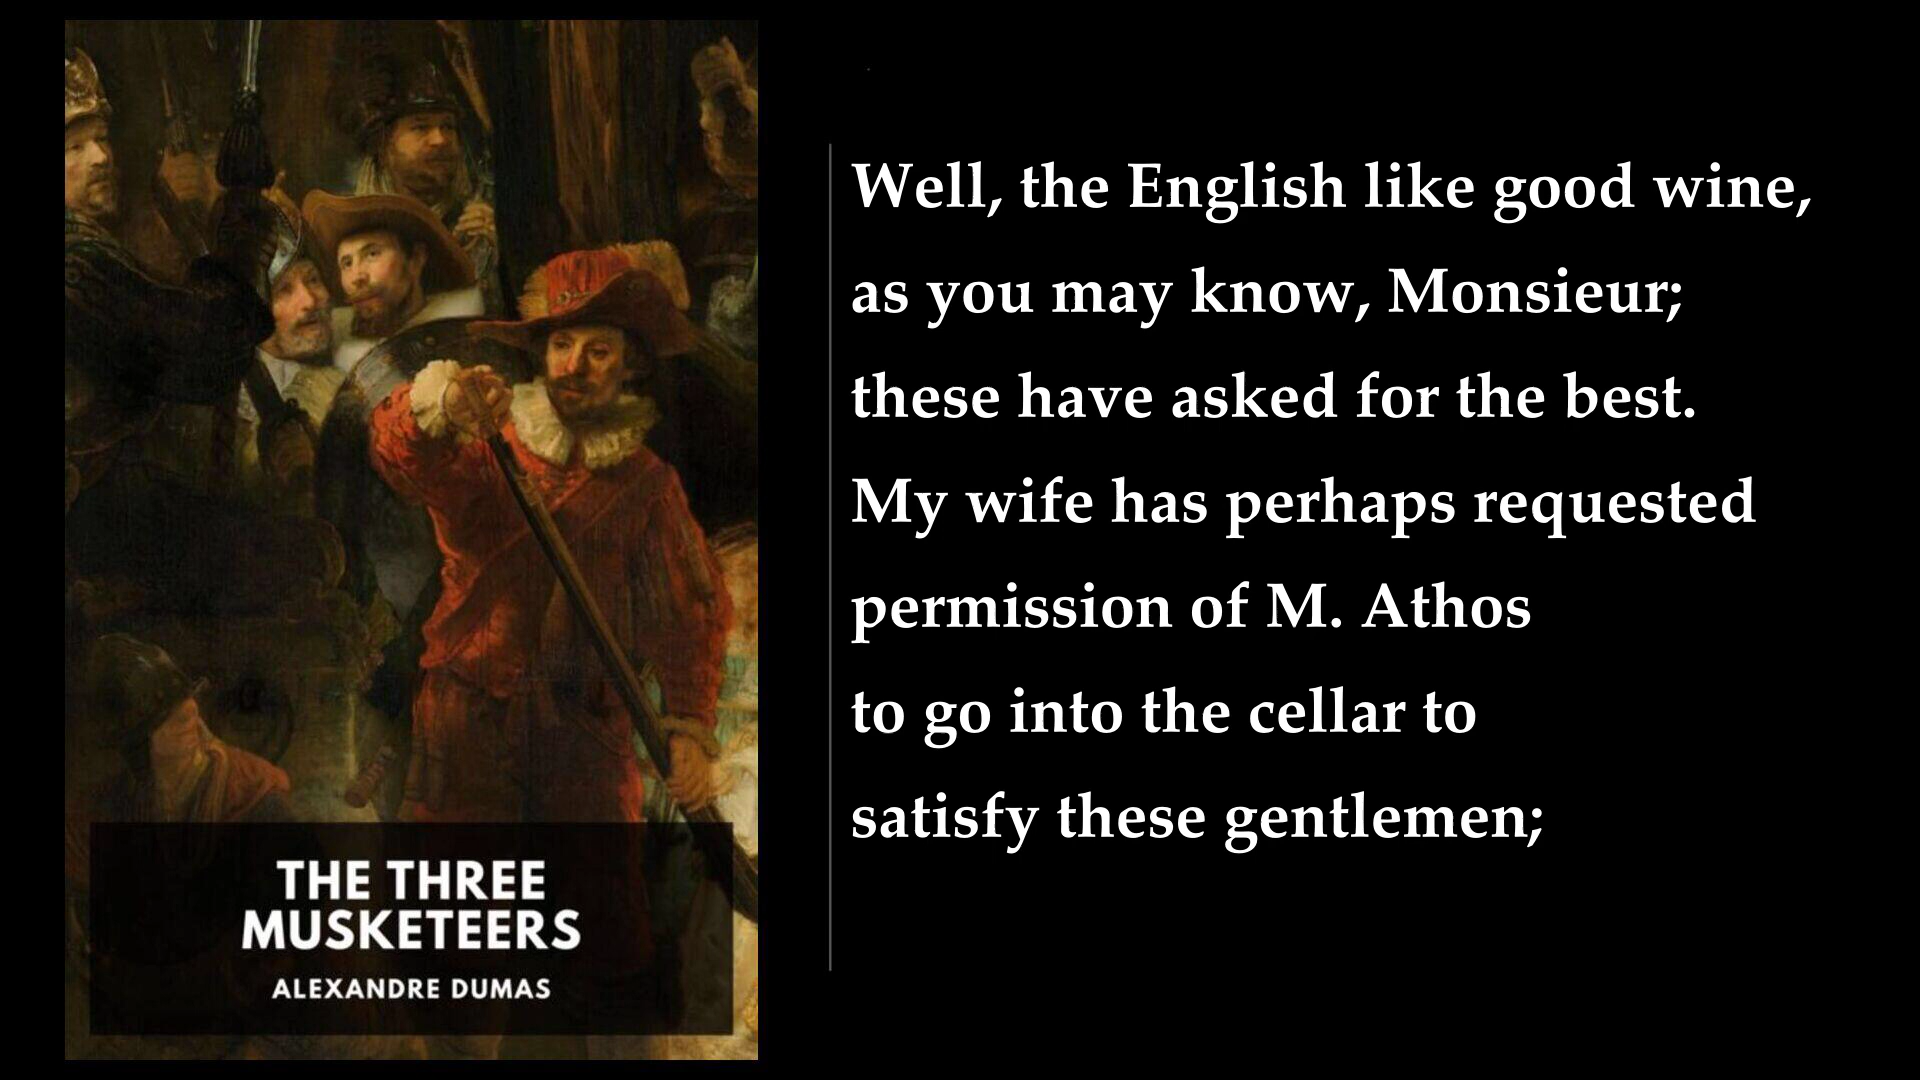 THE THREE
MUSKETEERS
ALEXANDRE DUMAS
Well, the English like good wine,
as you may know, Monsieur;
these have asked for the best.
My wife has perhaps requested
permission of M. Athos
to go into the cellar to
satisfy these gentlemen;